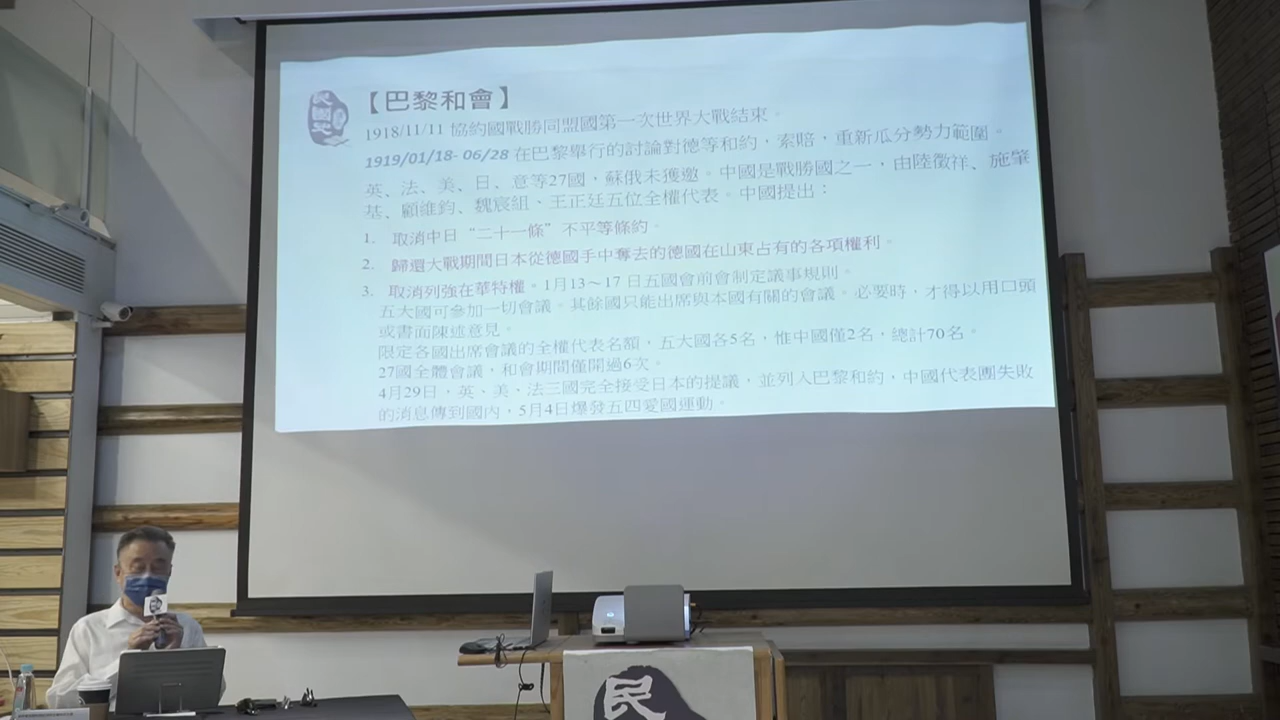 民國史
【巴黎和會】
1918/11/11 協約國戰勝同盟國第一次世界大戰結束。
1919/01/18- 06/28 在巴黎舉行的討論對德等和約，索賠，重新瓜分勢力範圍。
英、法、美、日、意等27國，蘇俄未獲邀。中國是戰勝國之一，由陸徵祥、施肇
基、顧維鈞、魏宸組、王正廷五位全權代表。中國提出：
1. 取消中日“二十一條”不平等條約。
2. 歸還大戰期間日本從德國手中奪去的德國在山東占有的各項權利。
3. 取消列強在華特權。1月13～17 日五國會前會制定議事規則。
五大國可參加一切會議。其餘國只能出席與本國有關的會議。必要時，才得以用口頭
或書面陳述意見。
限定各國出席會議的全權代表名額，五大國各5名，惟中國僅2名，總計70名。
27國全體會議，和會期間僅開過6次。
4月29日，英、美、法三國完全接受日本的提議，並列入巴黎和約，中國代表團失敗
的消息傳到國內，5月4日爆發五四愛國運動。
民